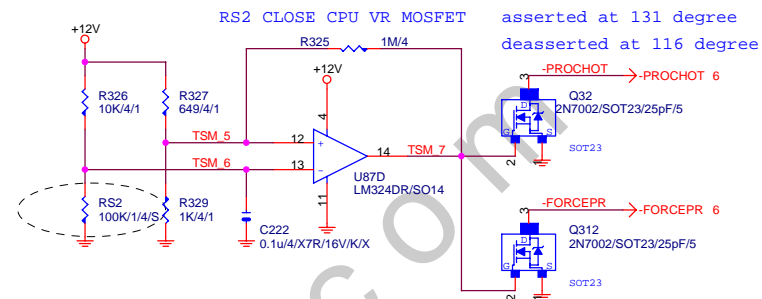 RS2 CLOSE CPU VR MOSFET
asserted at 131 degree
deasserted at 116 degree
+12V
R325
1M/4
+12V
-PROCHOT
-PROCHOT 6
3
R326
10K/4/1
R327
649/4/1
4
Q32
2N7002/SOT23/25pF/5
D
G
S
SOT23
TSM_5
12
+
TSM_6
13
-
14
TSM_7
2
1
U87D
LM324DR/SO14
11
RS2
100K/1/4/S
R329
1K/4/1
C222
0.1u/4/X7R/16V/K/X
-FORCEPR
-FORCEPR 6
3
Q312
2N7002/SOT23/25pF/5
D
G
S
SOT23
2
1
com